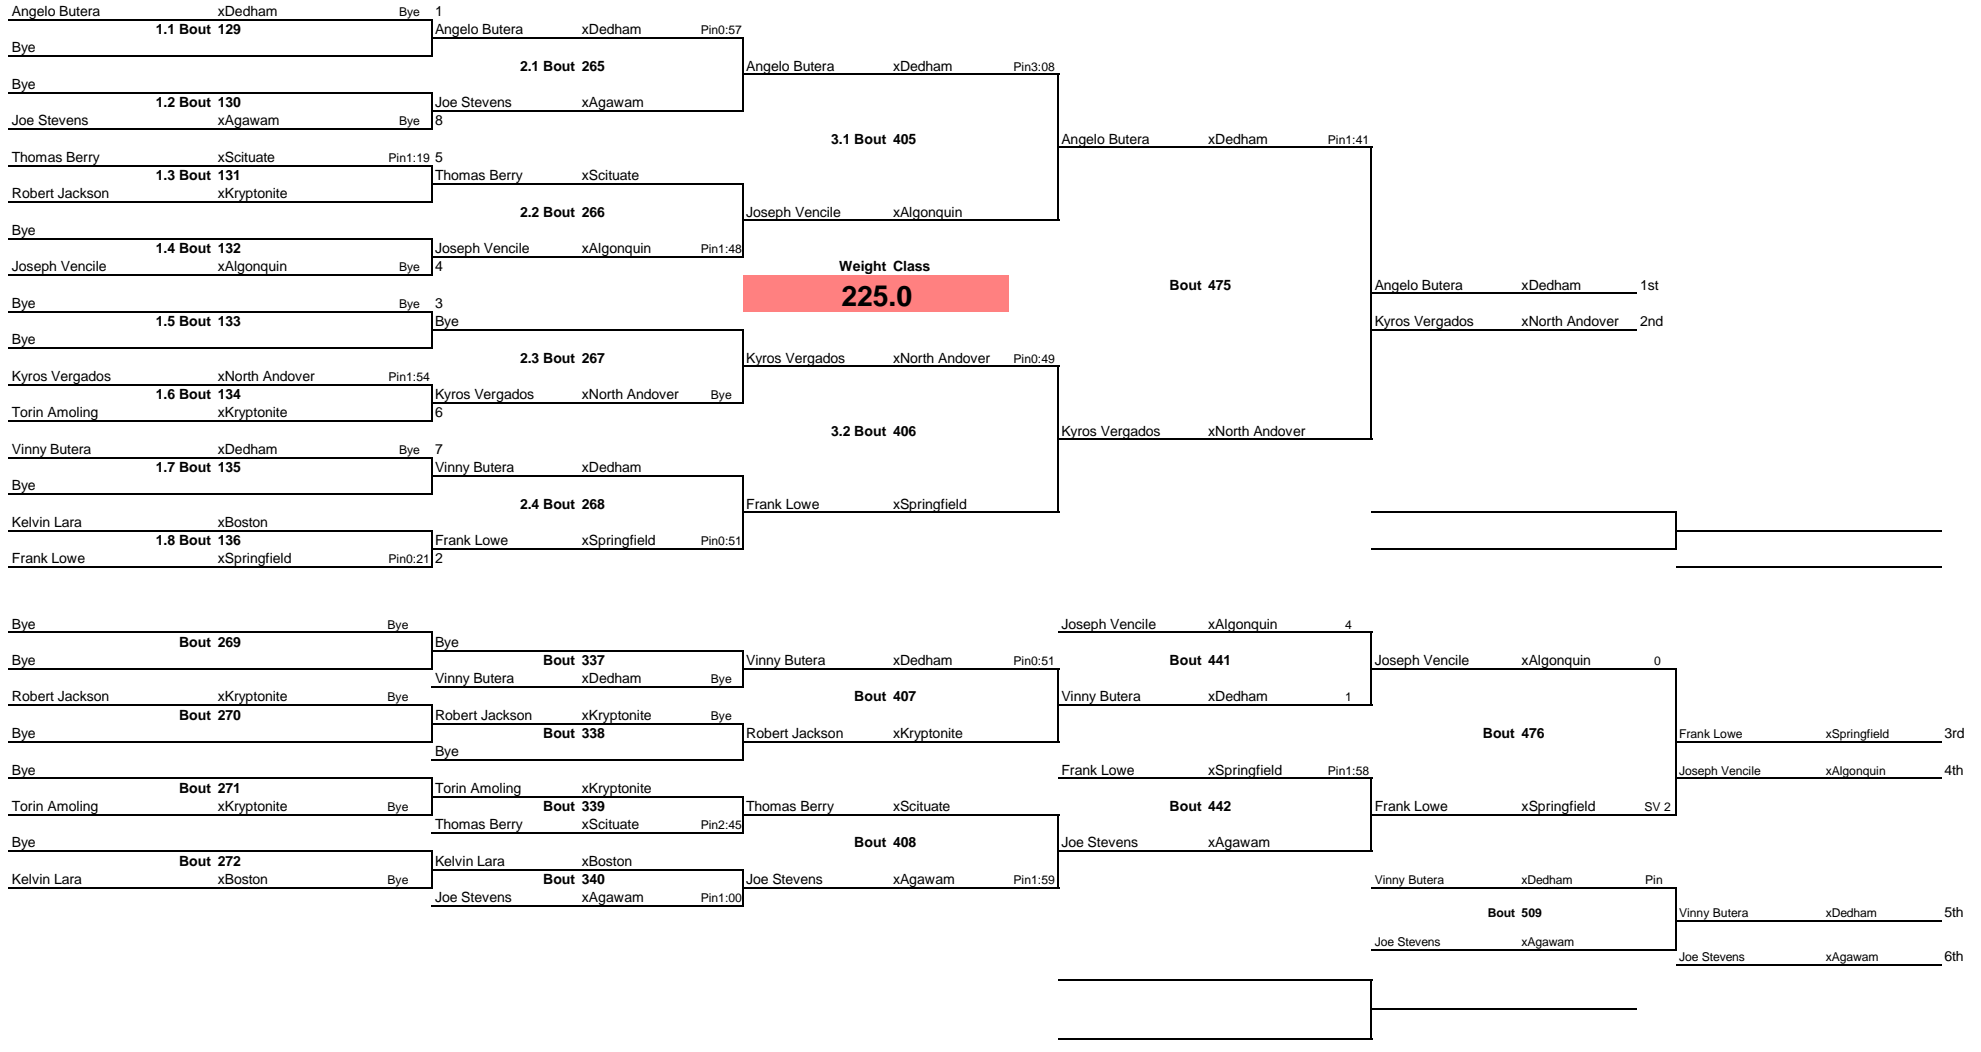 Angelo Butera xDedham Bye 1
1.1 Bout 129 Angelo Butera xDedham Pin0:57
Bye
2.1 Bout 265 Angelo Butera xDedham Pin3:08
Bye
1.2 Bout 130 Joe Stevens xAgawam
Joe Stevens xAgawam Bye 8
3.1 Bout 405 Angelo Butera xDedham Pin1:41
Thomas Berry xScituate Pin1:19 5
1.3 Bout 131 Thomas Berry xScituate
Robert Jackson xKryptonite
2.2 Bout 266 Joseph Vencile xAlgonquin
Bye
1.4 Bout 132 Joseph Vencile xAlgonquin Pin1:48
Joseph Vencile xAlgonquin Bye 4 Weight Class
Bout 475 Angelo Butera xDedham 1st
Bye Bye 3 225.0
1.5 Bout 133 Bye Kyros Vergados xNorth Andover 2nd
Bye
2.3 Bout 267 Kyros Vergados xNorth Andover Pin0:49
Kyros Vergados xNorth Andover Pin1:54
1.6 Bout 134 Kyros Vergados xNorth Andover Bye
Torin Amoling xKryptonite 6
3.2 Bout 406 Kyros Vergados xNorth Andover
Vinny Butera xDedham Bye 7
1.7 Bout 135 Vinny Butera xDedham
Bye
2.4 Bout 268 Frank Lowe xSpringfield
Kelvin Lara xBoston
1.8 Bout 136 Frank Lowe xSpringfield Pin0:51
Frank Lowe xSpringfield Pin0:21 2
Bye Bye Joseph Vencile xAlgonquin 4
Bout 269 Bye
Bye Bout 337 Vinny Butera xDedham Pin0:51 Bout 441 Joseph Vencile xAlgonquin 0
Vinny Butera xDedham Bye
Robert Jackson xKryptonite Bye Bout 407 Vinny Butera xDedham 1
Bout 270 Robert Jackson xKryptonite Bye
Bye Bout 338 Robert Jackson xKryptonite Bout 476 Frank Lowe xSpringfield 3rd
Bye
Bye Frank Lowe xSpringfield Pin1:58 Joseph Vencile xAlgonquin 4th
Bout 271 Torin Amoling xKryptonite
Torin Amoling xKryptonite Bye Bout 339 Thomas Berry xScituate Bout 442 Frank Lowe xSpringfield SV 2
Thomas Berry xScituate Pin2:45
Bye Bout 408 Joe Stevens xAgawam
Bout 272 Kelvin Lara xBoston
Kelvin Lara xBoston Bye Bout 340 Joe Stevens xAgawam Pin1:59 Vinny Butera xDedham Pin
Joe Stevens xAgawam Pin1:00
Bout 509 Vinny Butera xDedham 5th
Joe Stevens xAgawam
Joe Stevens xAgawam 6th